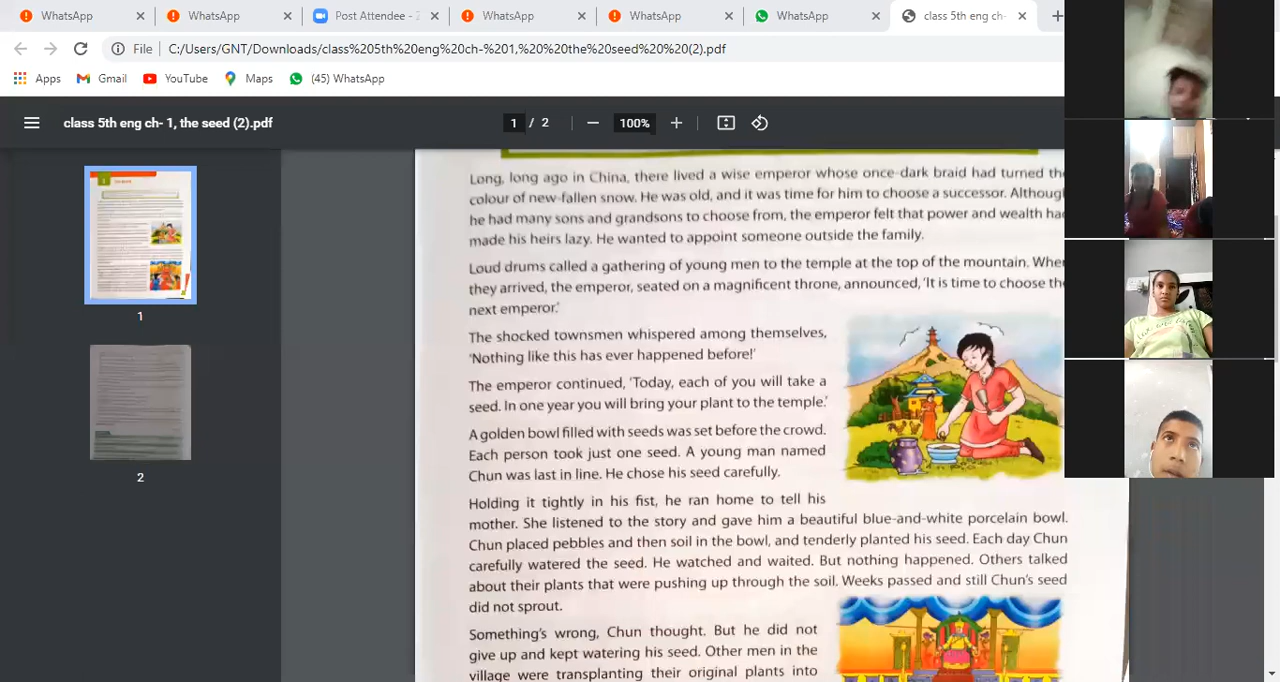 WhatsApp
WhatsApp
Post Attendee -
WhatsApp
WhatsApp
WhatsApp
class 5th eng ch-
File C:/Users/GNT/Downloads/class%205th%20eng%20ch-%201,%20%20the%20seed%20%20(2).pdf
Apps Gmail YouTube Maps (45) WhatsApp
class 5th eng ch- 1, the seed (2).pdf 1 / 2 100%
1
2
Long, long ago in China, there lived a wise emperor whose once-dark braid had turned the
colour of new-fallen snow. He was old, and it was time for him to choose a successor. Although
he had many sons and grandsons to choose from, the emperor felt that power and wealth had
made his heirs lazy. He wanted to appoint someone outside the family.
Loud drums called a gathering of young men to the temple at the top of the mountain. When
they arrived, the emperor, seated on a magnificent throne, announced, 'It is time to choose the
next emperor.'
The shocked townsmen whispered among themselves,
'Nothing like this has ever happened before!'
The emperor continued, 'Today, each of you will take a
seed. In one year you will bring your plant to the temple.'
A golden bowl filled with seeds was set before the crowd.
Each person took just one seed. A young man named
Chun was last in line. He chose his seed carefully.
Holding it tightly in his fist, he ran home to tell his
mother. She listened to the story and gave him a beautiful blue-and-white porcelain bowl.
Chun placed pebbles and then soil in the bowl, and tenderly planted his seed. Each day Chun
carefully watered the seed. He watched and waited. But nothing happened. Others talked
about their plants that were pushing up through the soil. Weeks passed and still Chun's seed
did not sprout.
Something's wrong, Chun thought. But he did not
give up and kept watering his seed. Other men in the
village were transplanting their original plants into